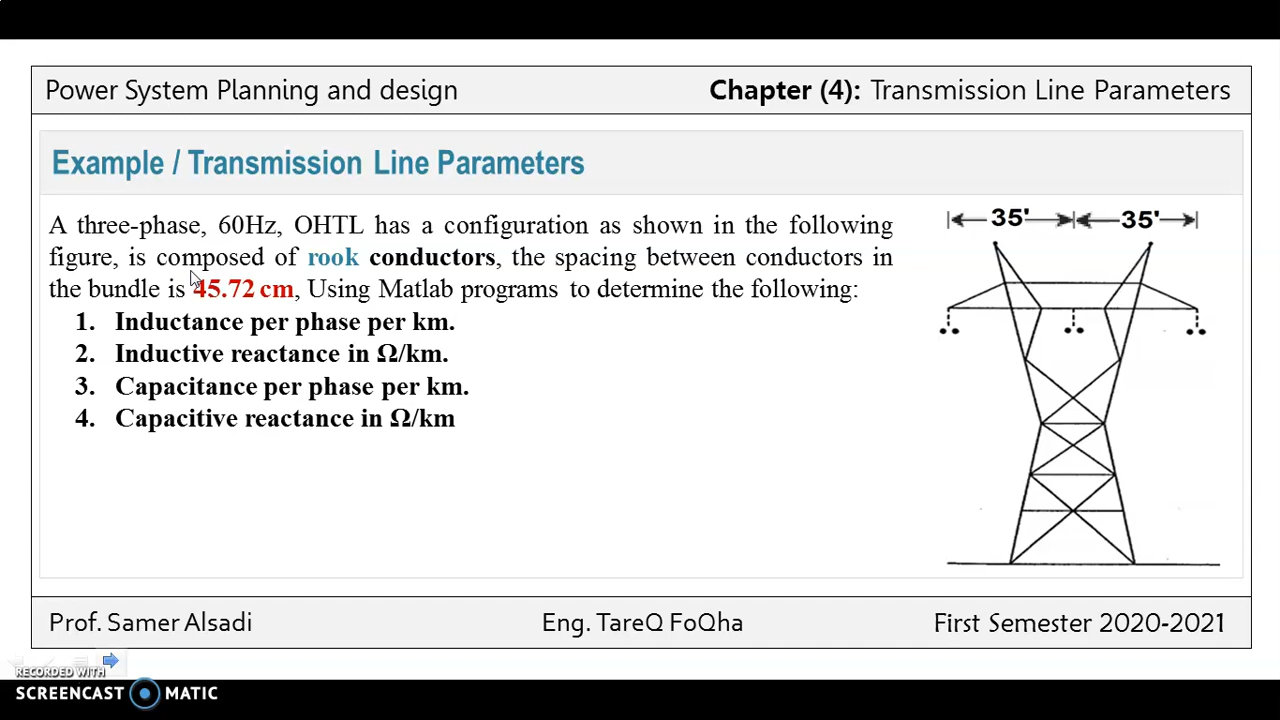 Power System Planning and design
Chapter (4): Transmission Line Parameters
Example / Transmission Line Parameters
A three-phase, 60Hz, OHTL has a configuration as shown in the following
figure, is composed of rook conductors, the spacing between conductors in
the bundle is 45.72 cm, Using Matlab programs to determine the following:
1. Inductance per phase per km.
2. Inductive reactance in Ω/km.
3. Capacitance per phase per km.
4. Capacitive reactance in Ω/km
35' 35'
Prof. Samer Alsadi
Eng. TareQ FoQha
First Semester 2020-2021
RECORDED WITH
SCREENCAST MATIC